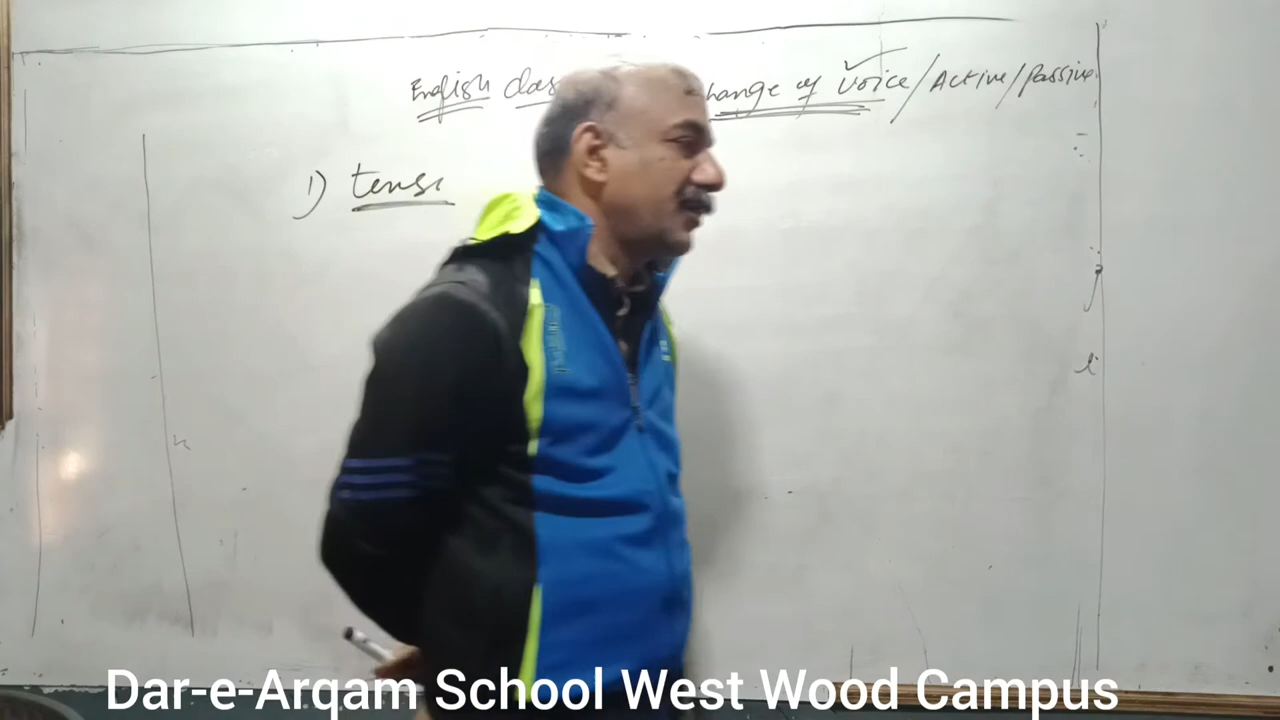 English clas hange of voice / Active / Passive
1) tense
Dar-e-Arqam School West Wood Campus